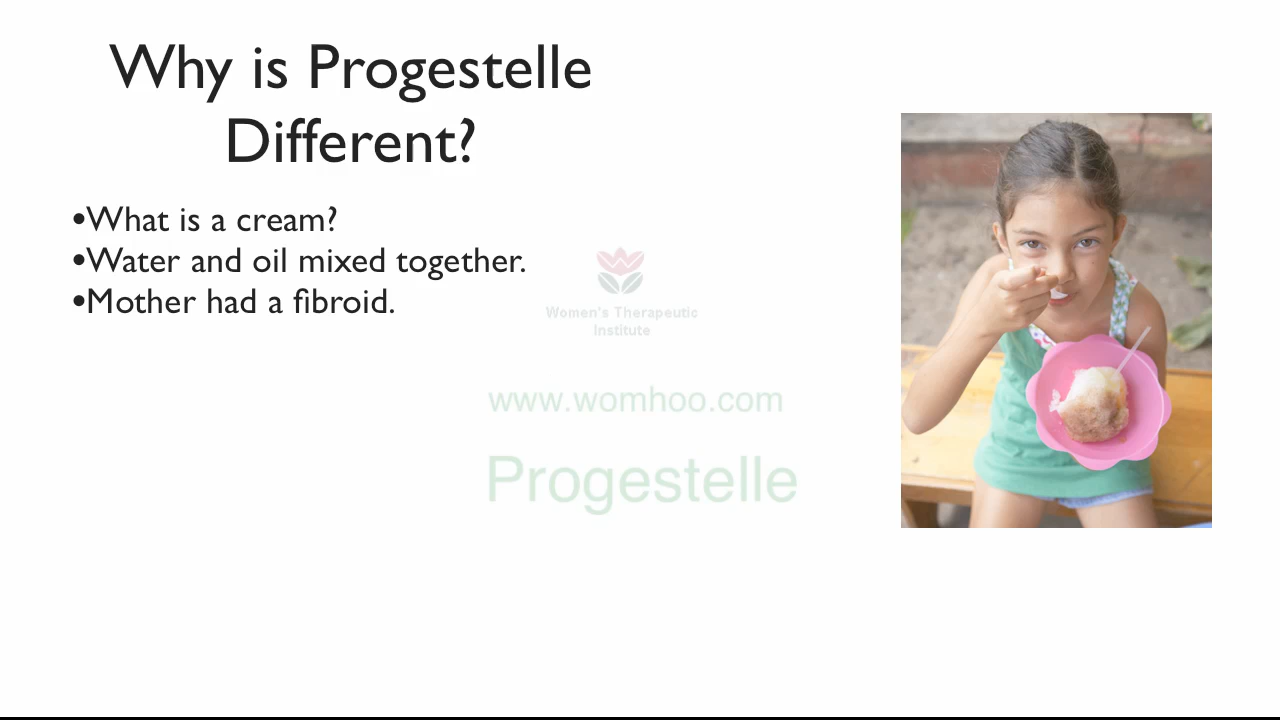 Why is Progestelle
Different?
•What is a cream?
•Water and oil mixed together.
•Mother had a fibroid.
Women's Therapeutic
Institute
www.womhoo.com
Progestelle